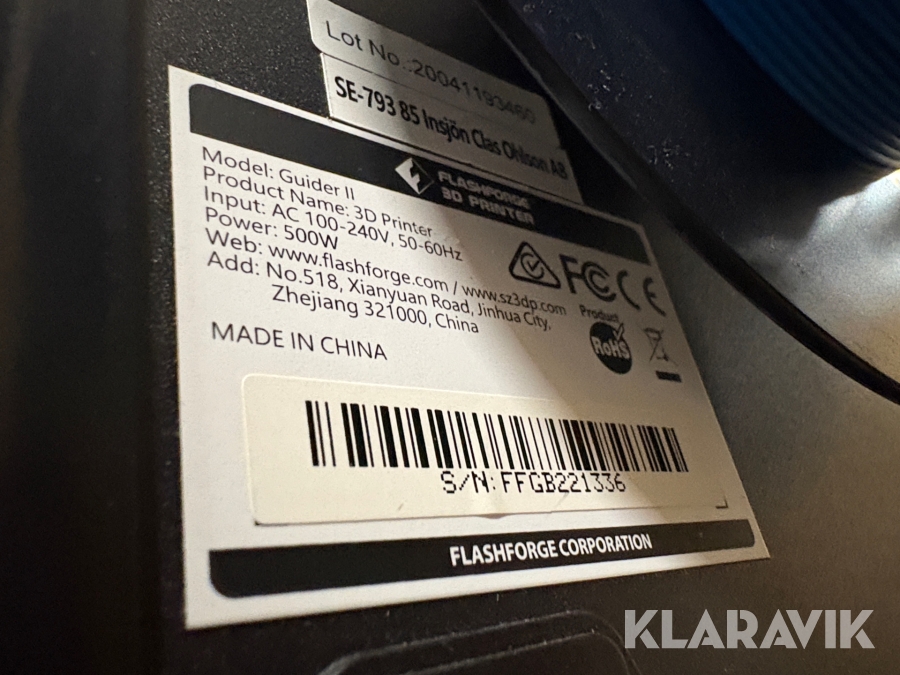 Lot No.:20041193460
SE-793 85 Insjön Clas Ohlson AB
FLASHFORGE®
3D PRINTER
Model: Guider II
Product Name: 3D Printer
Input: AC 100-240V, 50-60Hz
Power: 500W
Web: www.flashforge.com / www.sz3dp.com
Add: No.518, Xianyuan Road, Jinhua City,
Zhejiang 321000, China
MADE IN CHINA
FC CE
Product
RoHS
S/N: FFGB221336
FLASHFORGE CORPORATION
KLARAVIK